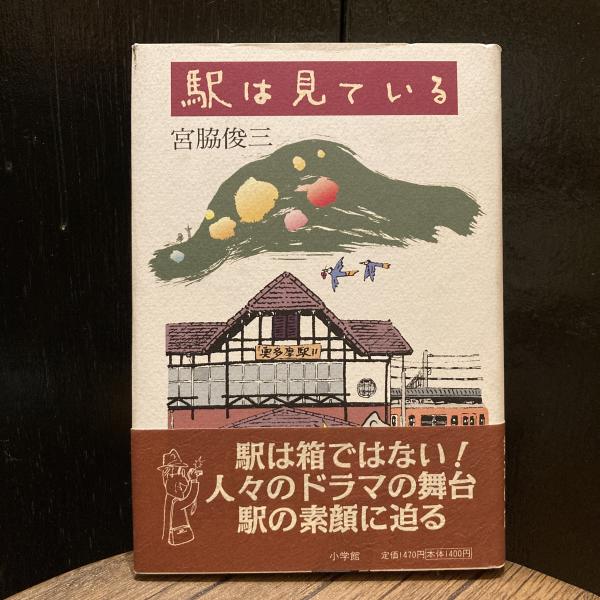 駅は見ている
宮脇俊三
奥多摩駅
駅は箱ではない！
人々のドラマの舞台
駅の素顔に迫る
小学館
定価1470円 本体1400円